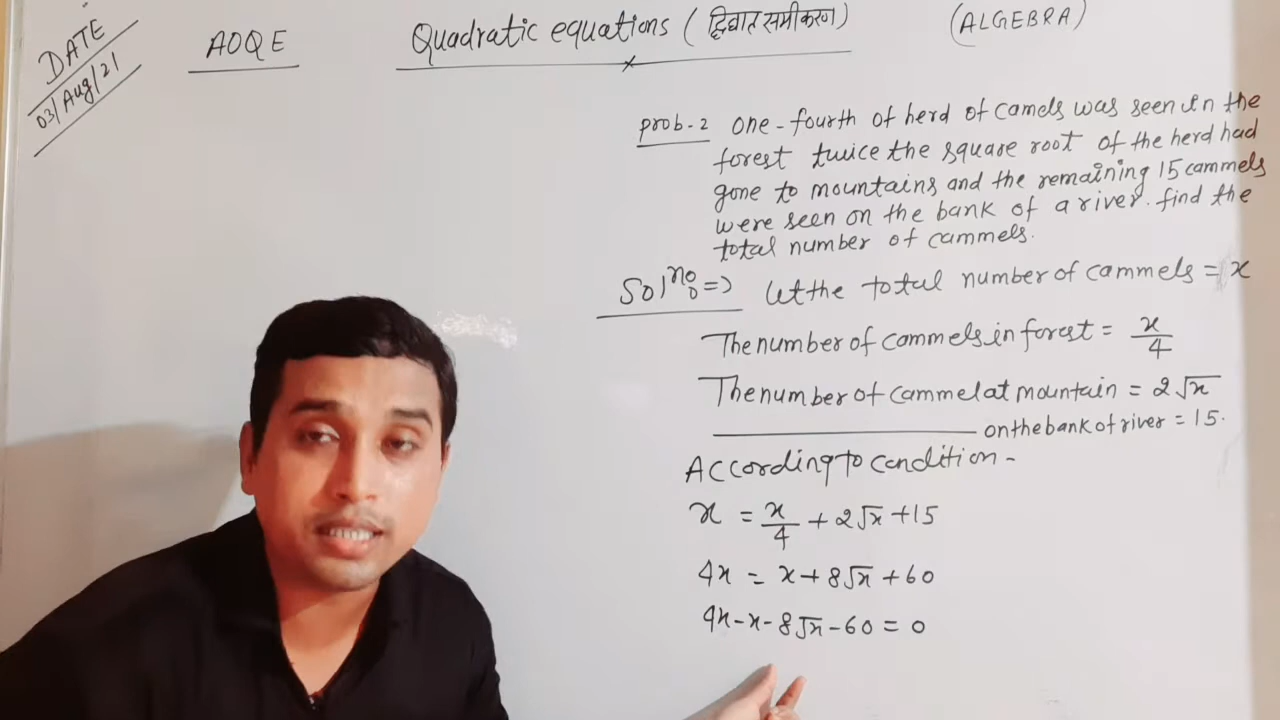 DATE
03/Aug/21
AOQE
Quadratic equations (द्विघात समीकरण)
(ALGEBRA)
prob-2 one-fourth of herd of camels was seen in the
forest twice the square root of the herd had
gone to mountains and the remaining 15 cammels
were seen on the bank of a river. find the
total number of cammels.
Sol no => let the total number of cammels = x
The number of cammels in forest = x/4
The number of cammel at mountain = 2√x
on the bank of river = 15.
According to condition -
x = x/4 + 2√x + 15
4x = x + 8√x + 60
4x - x - 8√x - 60 = 0